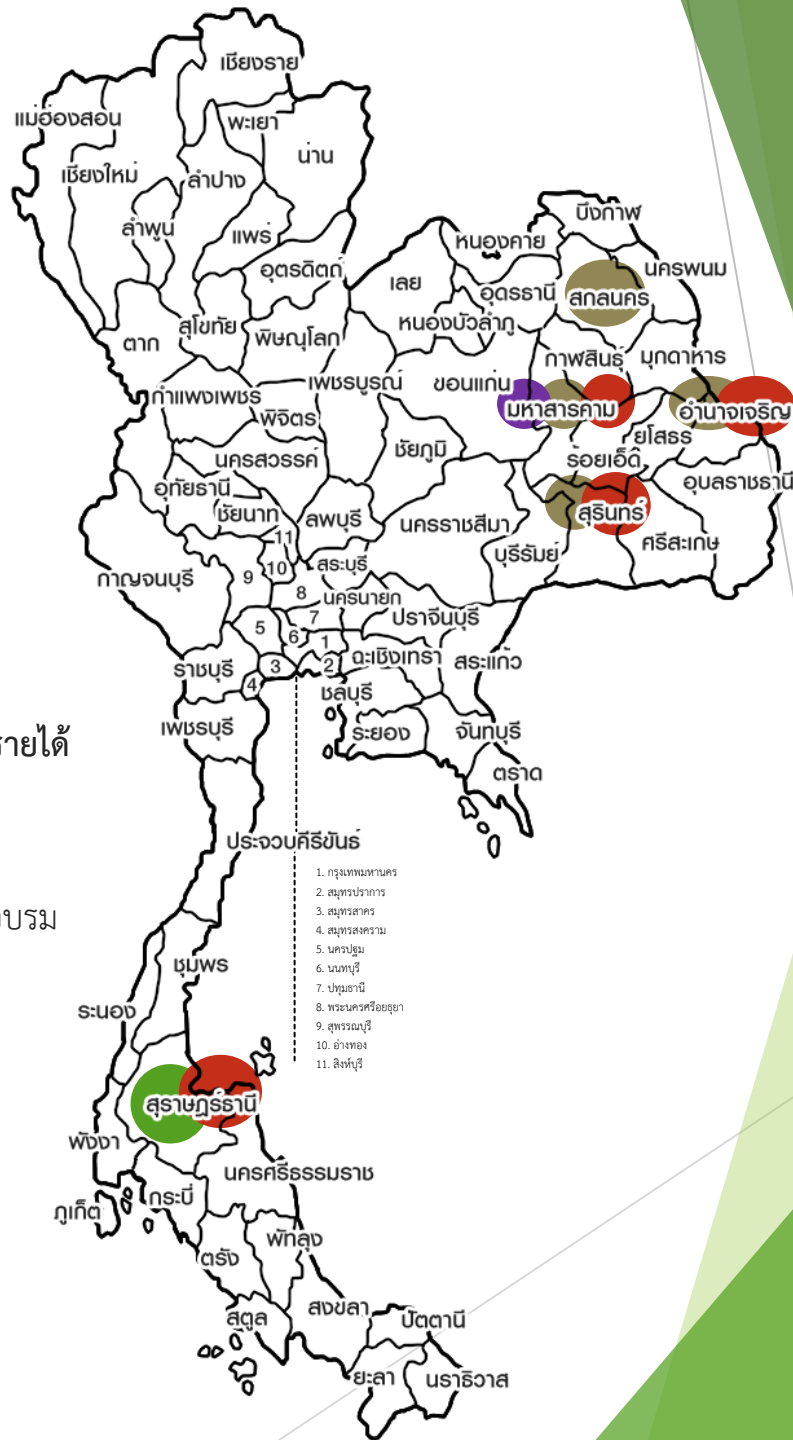 เชียงราย
แม่ฮ่องสอน
พะเยา
น่าน
เชียงใหม่
ลำปาง
บึงกาฬ
ลำพูน
แพร่
หนองคาย
นครพนม
อุตรดิตถ์
เลย
อุดรธานี
สกลนคร
ตาก
สุโขทัย
พิษณุโลก
หนองบัวลำภู
กาฬสินธุ์
มุกดาหาร
กำแพงเพชร
เพชรบูรณ์
ขอนแก่น
มหาสารคาม
อำนาจเจริญ
พิจิตร
ยโสธร
นครสวรรค์
ชัยภูมิ
ร้อยเอ็ด
อุบลราชธานี
อุทัยธานี
ชัยนาท
ลพบุรี
นครราชสีมา
สุรินทร์
11
ศรีสะเกษ
บุรีรัมย์
กาญจนบุรี
9
10
สระบุรี
8
นครนายก
7
ปราจีนบุรี
5
6
1
ฉะเชิงเทรา
สระแก้ว
ราชบุรี
3
2
4
ชลบุรี
เพชรบุรี
ระยอง
จันทบุรี
รายได้
ตราด
ประจวบคีรีขันธ์
1. กรุงเทพมหานคร
2. สมุทรปราการ
3. สมุทรสาคร
4. สมุทรสงคราม
5. นครปฐม
6. นนทบุรี
7. ปทุมธานี
8. พระนครศรีอยุธยา
9. สุพรรณบุรี
10. อ่างทอง
11. สิงห์บุรี
บรม
ชุมพร
ระนอง
สุราษฎร์ธานี
พังงา
นครศรีธรรมราช
กระบี่
ภูเก็ต
พัทลุง
ตรัง
สงขลา
สตูล
ปัตตานี
ยะลา
นราธิวาส